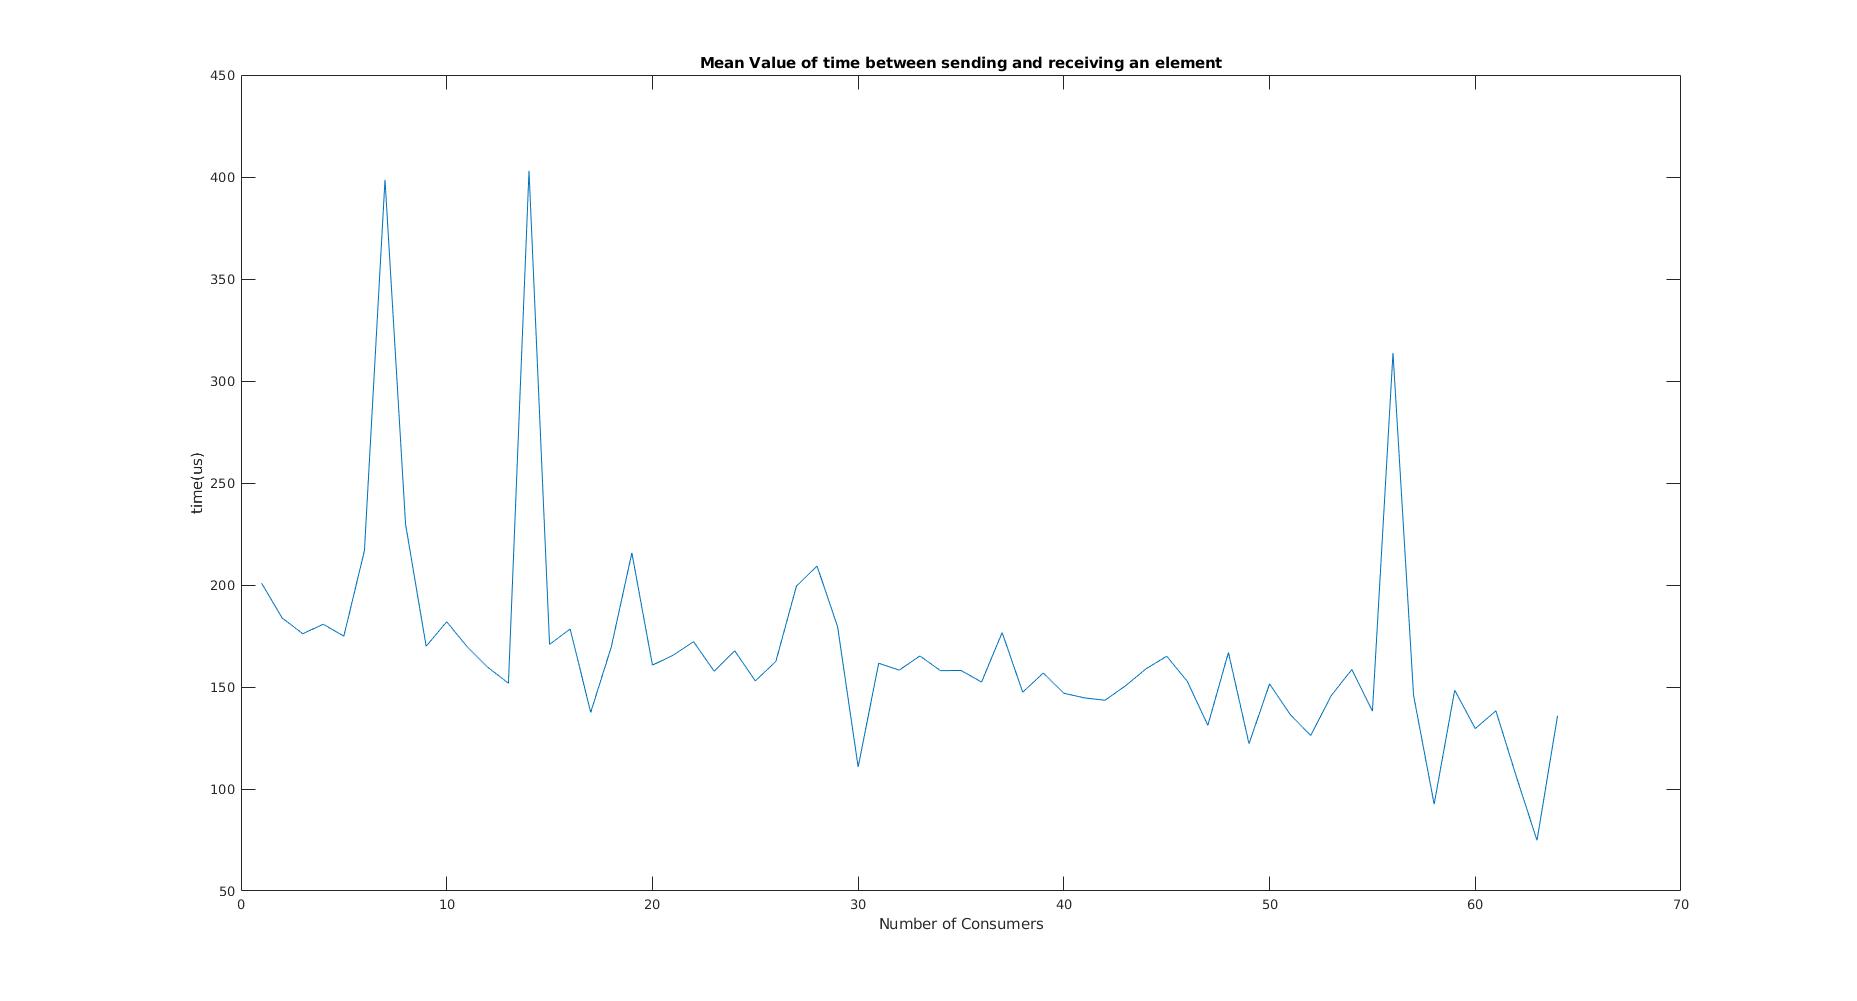 Mean Value of time between sending and receiving an element
450
400
350
300
250
200
150
100
50
time(us)
0 10 20 30 40 50 60 70
Number of Consumers